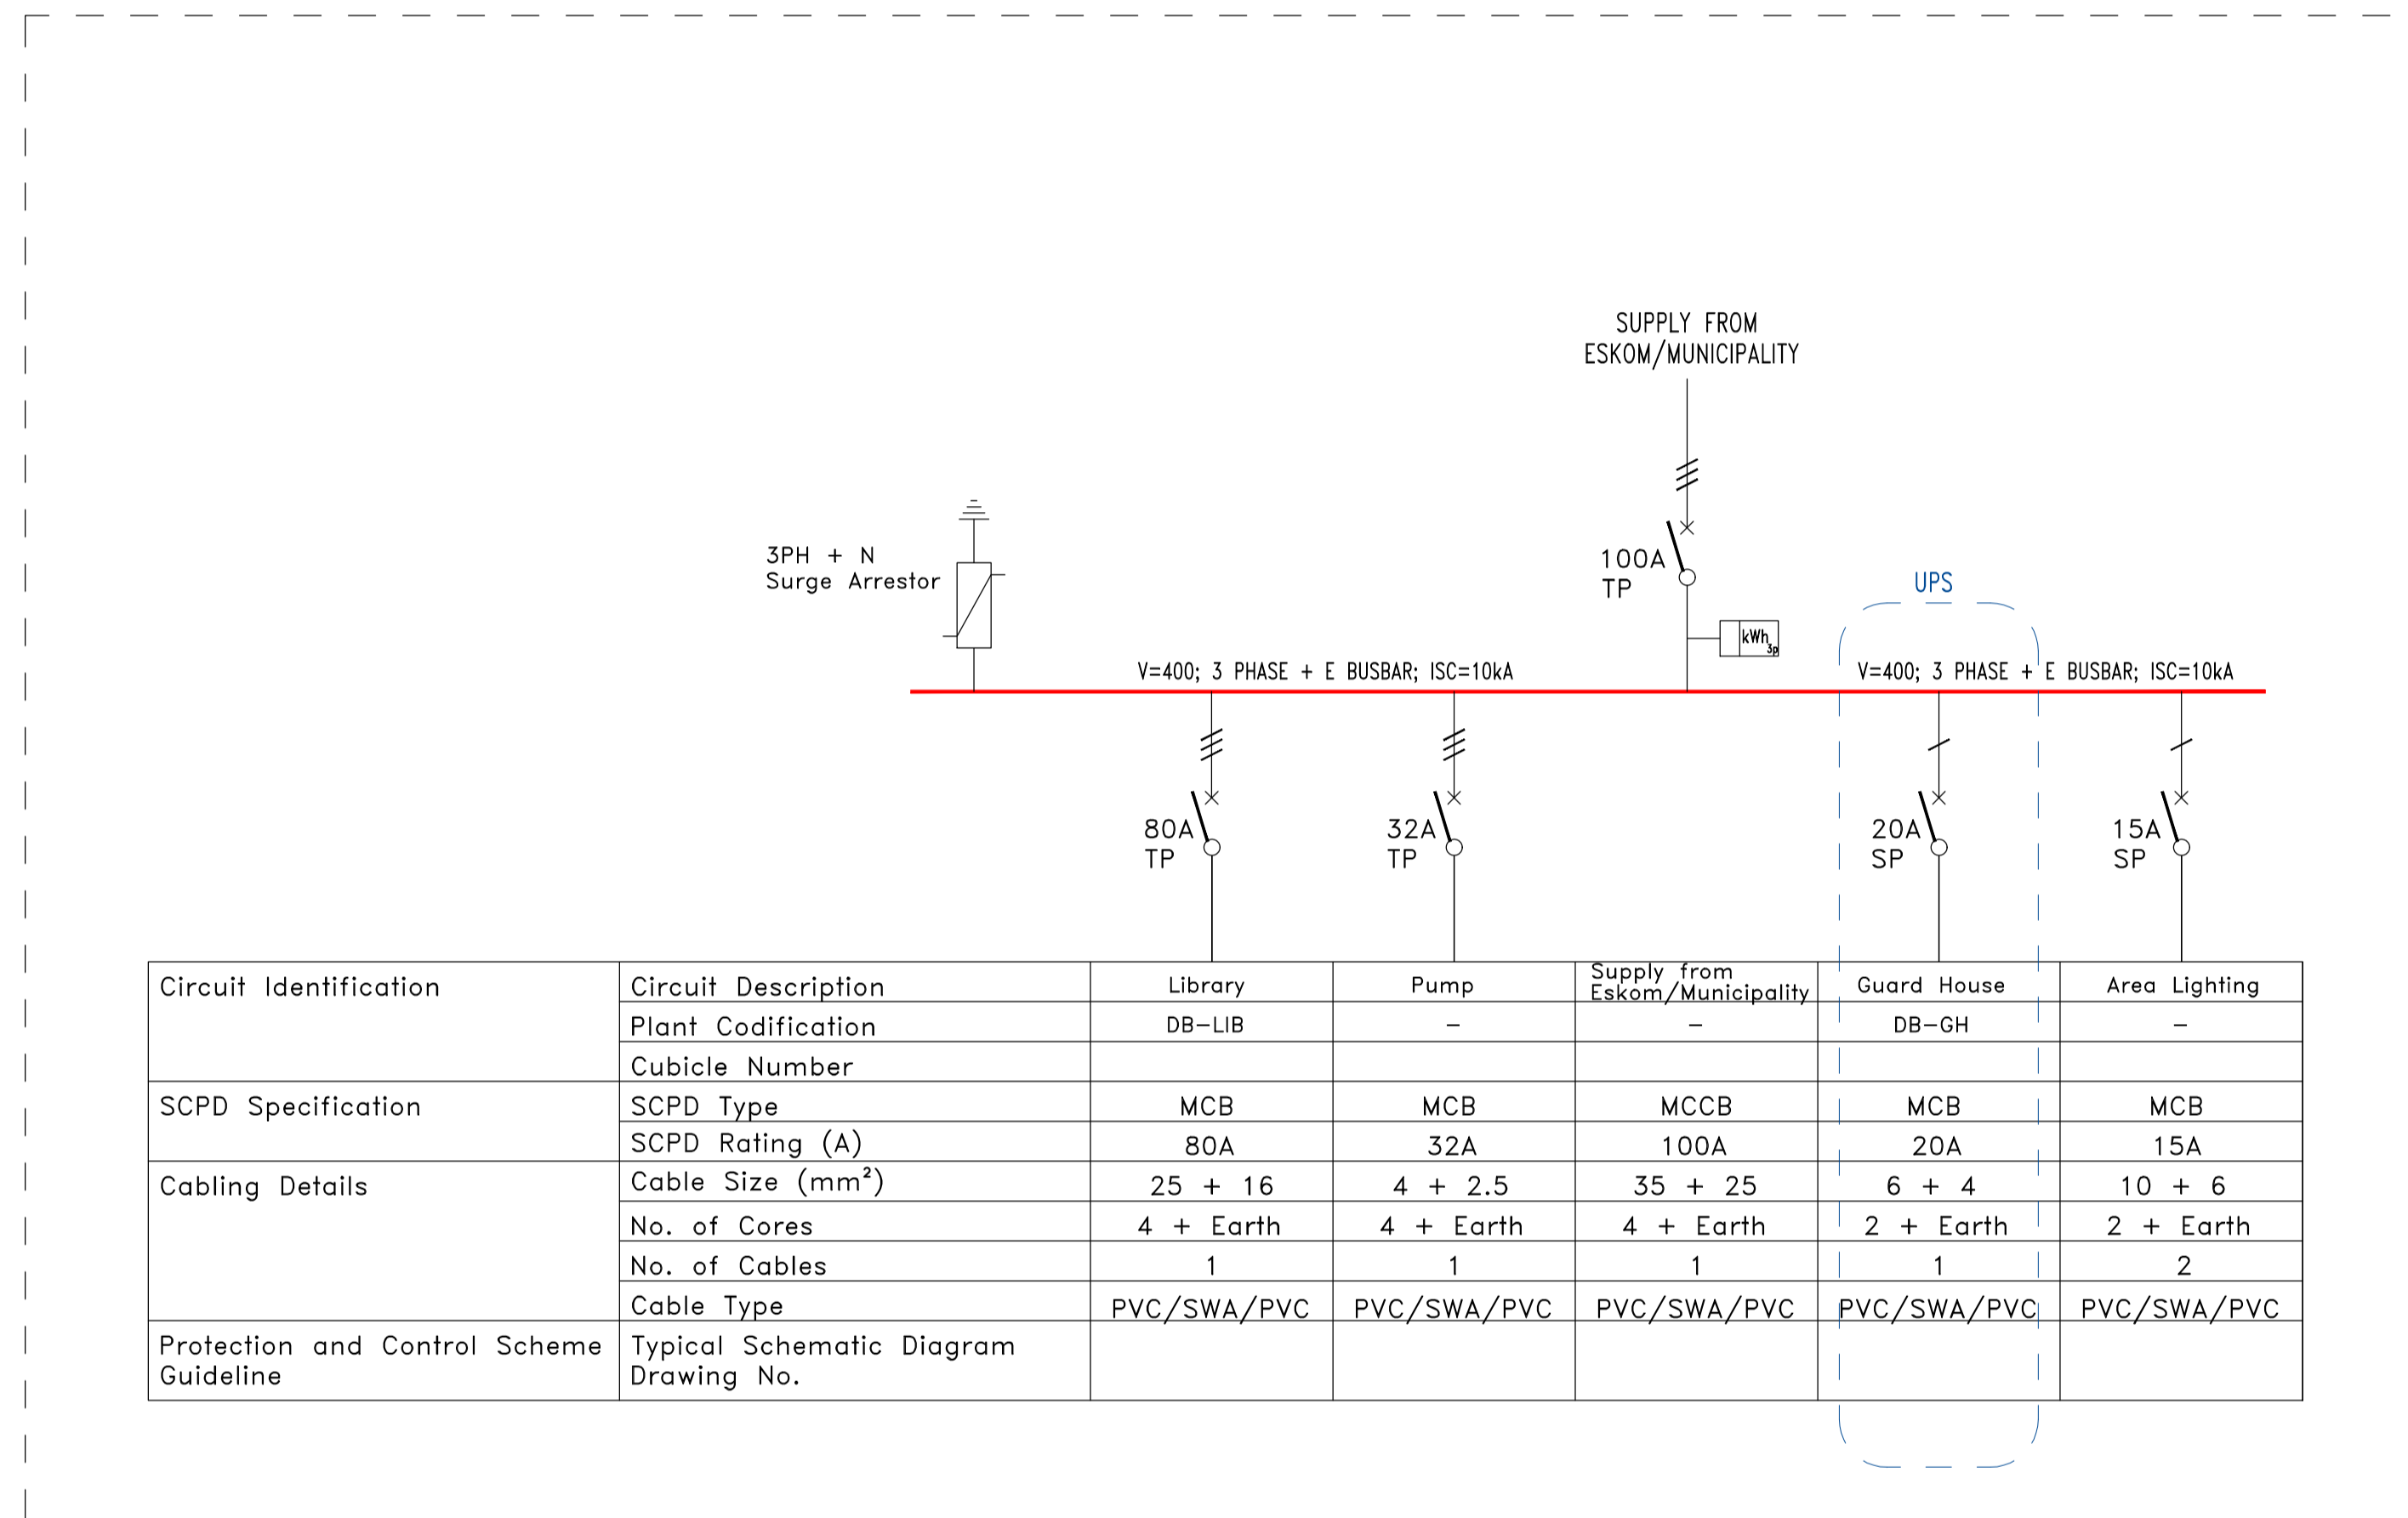 SUPPLY FROM
ESKOM/MUNICIPALITY
3PH + N
Surge Arrestor
100A
TP
UPS
kWh
3p
V=400; 3 PHASE + E BUSBAR; ISC=10kA
V=400; 3 PHASE + E BUSBAR; ISC=10kA
80A
TP
32A
TP
20A
SP
15A
SP
Circuit Identification
Circuit Description
Library
Pump
Supply from
Eskom/Municipality
Guard House
Area Lighting
Plant Codification
DB-LIB
-
-
DB-GH
-
Cubicle Number
SCPD Specification
SCPD Type
MCB
MCB
MCCB
MCB
MCB
SCPD Rating (A)
80A
32A
100A
20A
15A
Cabling Details
Cable Size (mm²)
25 + 16
4 + 2.5
35 + 25
6 + 4
10 + 6
No. of Cores
4 + Earth
4 + Earth
4 + Earth
2 + Earth
2 + Earth
No. of Cables
1
1
1
1
2
Cable Type
PVC/SWA/PVC
PVC/SWA/PVC
PVC/SWA/PVC
PVC/SWA/PVC
PVC/SWA/PVC
Protection and Control Scheme
Guideline
Typical Schematic Diagram
Drawing No.